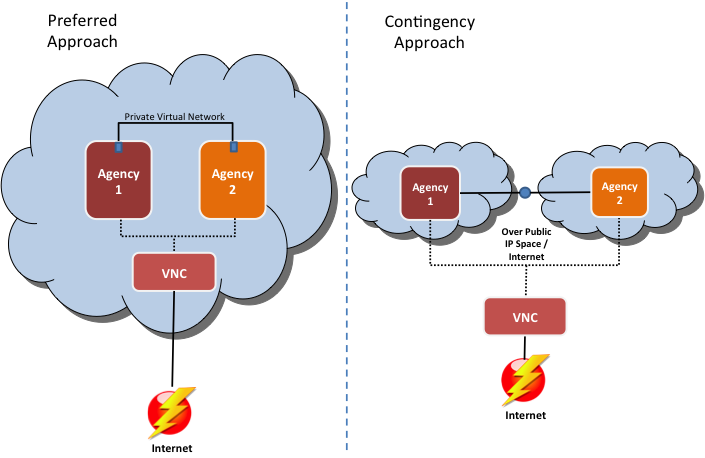 Preferred
Approach
Private Virtual Network
Agency
1
Agency
2
VNC
Internet
Contingency
Approach
Agency
1
Agency
2
Over Public
IP Space /
Internet
VNC
Internet